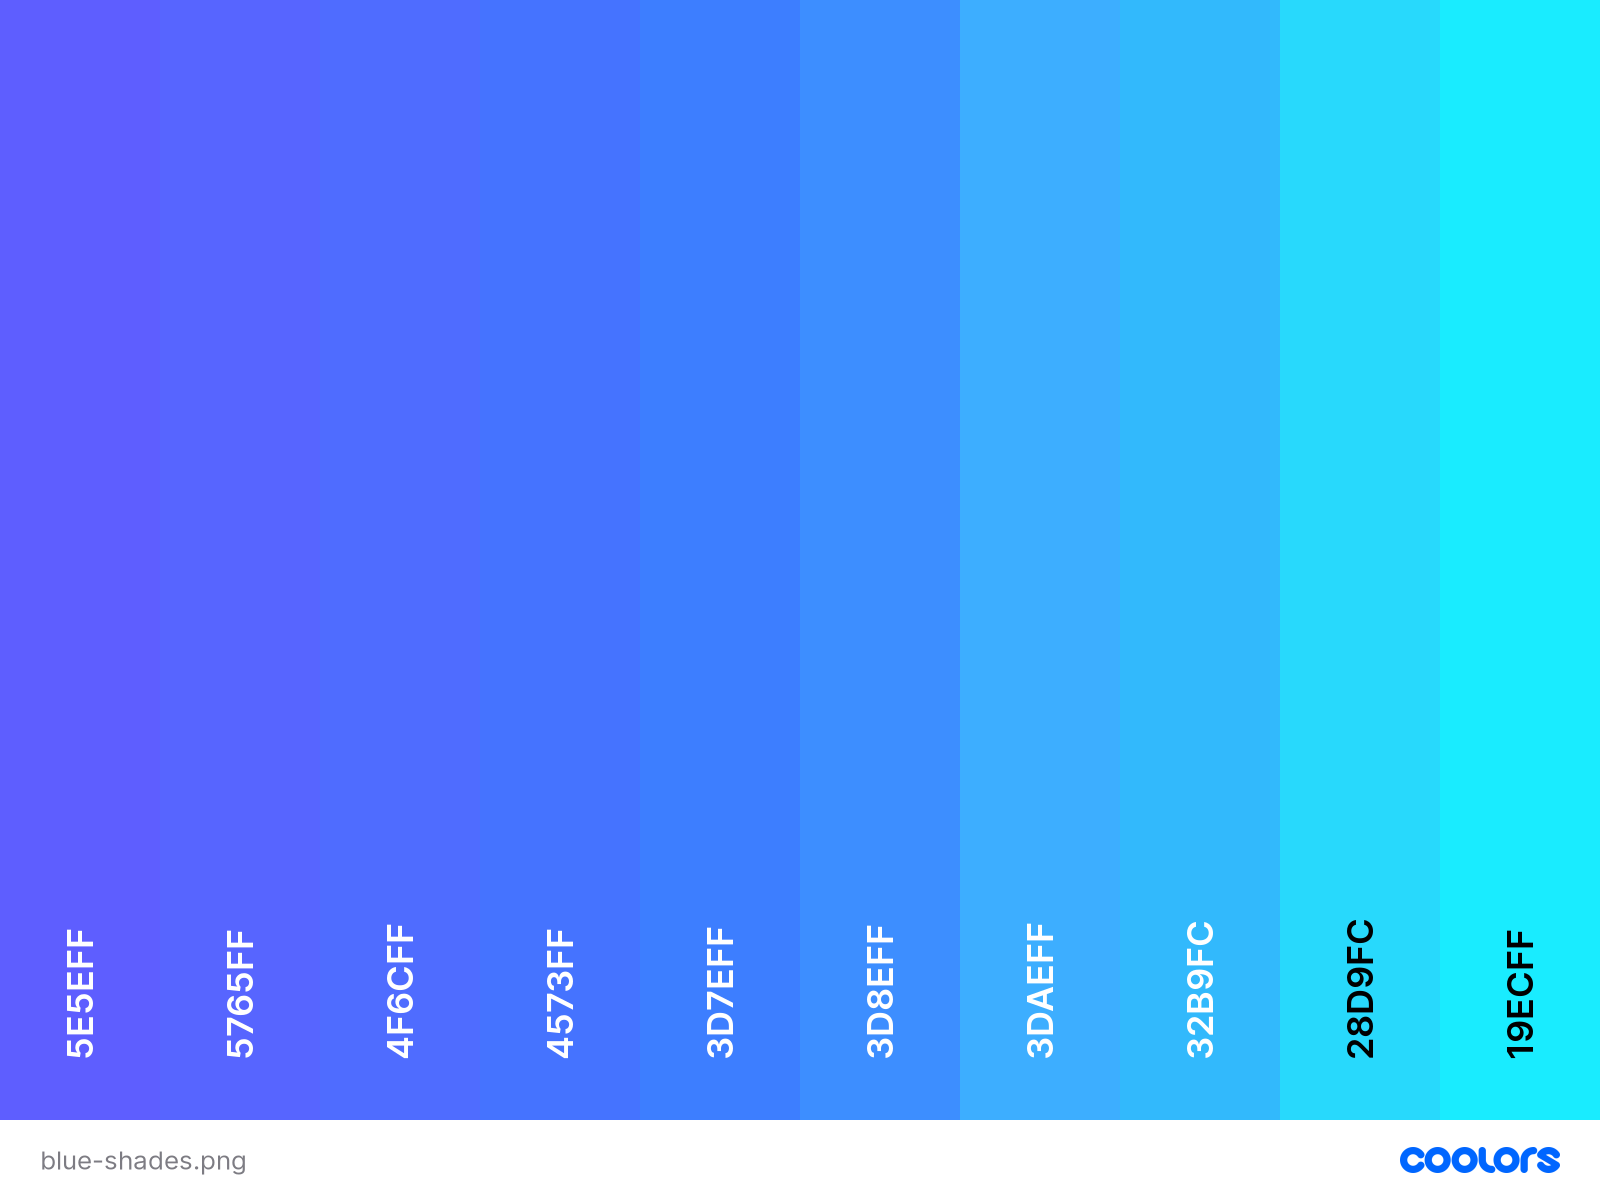 5E5EFF
5765FF
4F6CFF
4573FF
3D7EFF
3D8EFF
3DAEFF
32B9FC
28D9FC
19ECFF
blue-shades.png
coolors